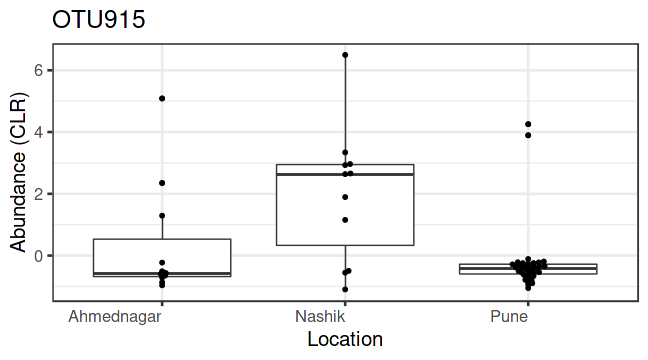 OTU915
Abundance (CLR)
6
4
2
0
Ahmednagar
Nashik
Pune
Location